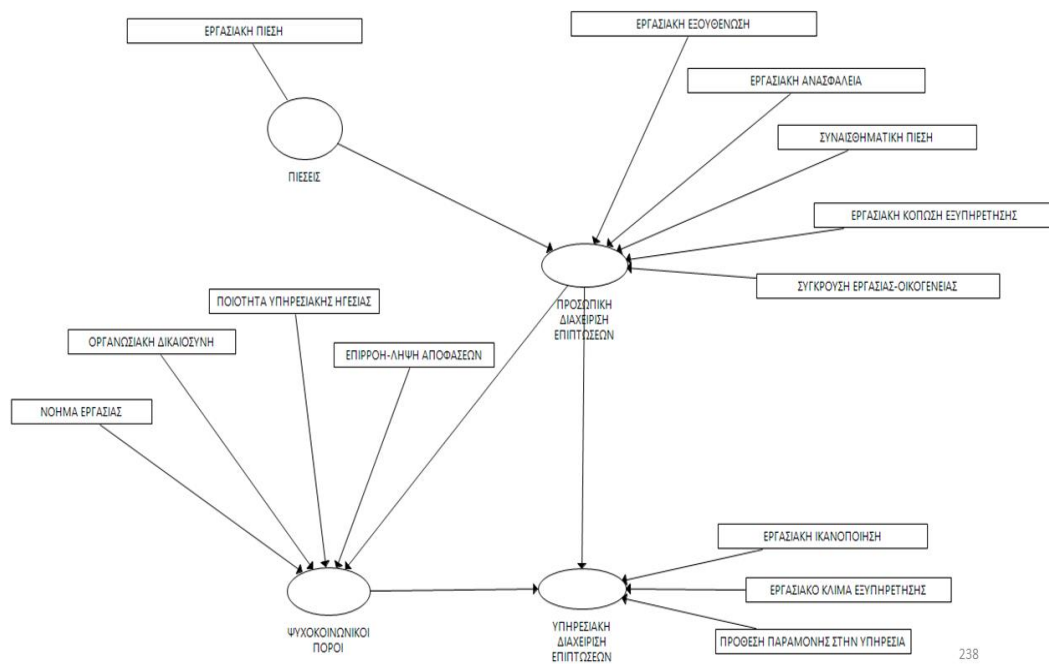 ΕΡΓΑΣΙΑΚΗ ΠΙΕΣΗ
ΕΡΓΑΣΙΑΚΗ ΕΞΟΥΘΕΝΩΣΗ
ΕΡΓΑΣΙΑΚΗ ΑΝΑΣΦΑΛΕΙΑ
ΣΥΝΑΙΣΘΗΜΑΤΙΚΗ ΠΙΕΣΗ
ΠΙΕΣΕΙΣ
ΕΡΓΑΣΙΑΚΗ ΚΟΠΩΣΗ ΕΞΥΠΗΡΕΤΗΣΗΣ
ΣΥΓΚΡΟΥΣΗ ΕΡΓΑΣΙΑΣ-ΟΙΚΟΓΕΝΕΙΑΣ
ΠΡΟΣΩΠΙΚΗ
ΔΙΑΧΕΙΡΙΣΗ
ΕΠΙΠΤΩΣΕΩΝ
ΠΟΙΟΤΗΤΑ ΥΠΗΡΕΣΙΑΚΗΣ ΗΓΕΣΙΑΣ
ΟΡΓΑΝΩΣΙΑΚΗ ΔΙΚΑΙΟΣΥΝΗ
ΕΠΙΡΡΟΗ-ΛΗΨΗ ΑΠΟΦΑΣΕΩΝ
ΝΟΗΜΑ ΕΡΓΑΣΙΑΣ
ΕΡΓΑΣΙΑΚΗ ΙΚΑΝΟΠΟΙΗΣΗ
ΕΡΓΑΣΙΑΚΟ ΚΛΙΜΑ ΕΞΥΠΗΡΕΤΗΣΗΣ
ΠΡΟΘΕΣΗ ΠΑΡΑΜΟΝΗΣ ΣΤΗΝ ΥΠΗΡΕΣΙΑ
ΨΥΧΟΚΟΙΝΩΝΙΚΟΙ
ΠΟΡΟΙ
ΥΠΗΡΕΣΙΑΚΗ
ΔΙΑΧΕΙΡΙΣΗ
ΕΠΙΠΤΩΣΕΩΝ
238